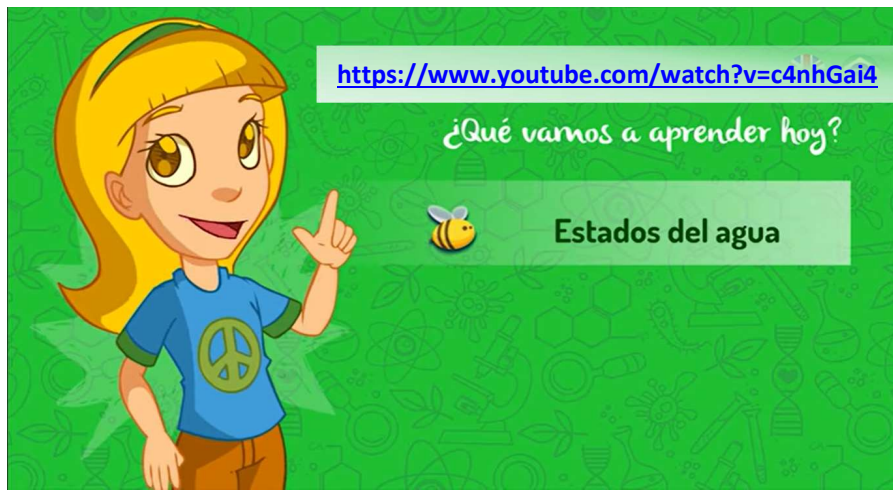 https://www.youtube.com/watch?v=c4nhGai4
¿Qué vamos a aprender hoy?
Estados del agua